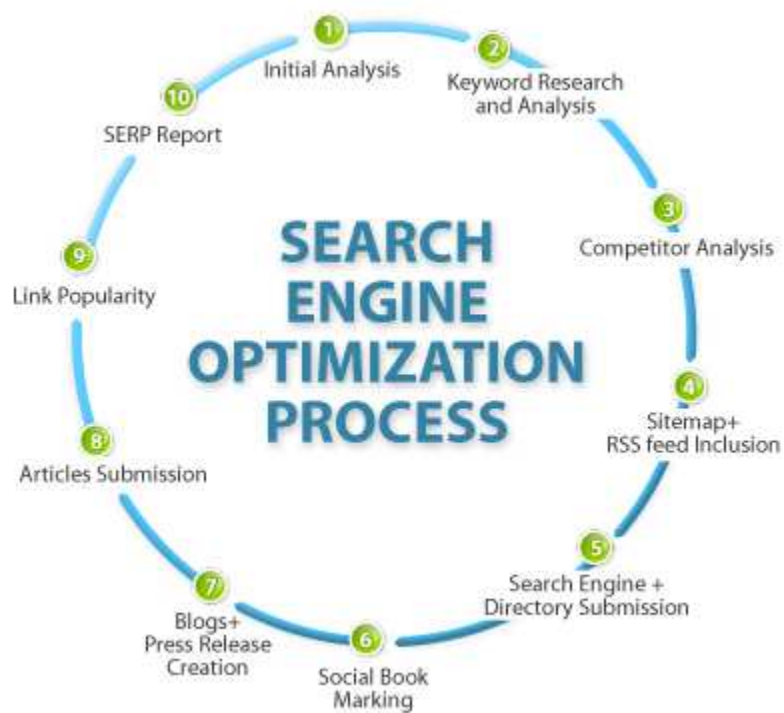 1
Initial Analysis
2
Keyword Research
and Analysis
3
Competitor Analysis
4
Sitemap+
RSS feed Inclusion
5
Search Engine +
Directory Submission
6
Social Book
Marking
7
Blogs+
Press Release
Creation
8
Articles Submission
9
Link Popularity
10
SERP Report
SEARCH
ENGINE
OPTIMIZATION
PROCESS